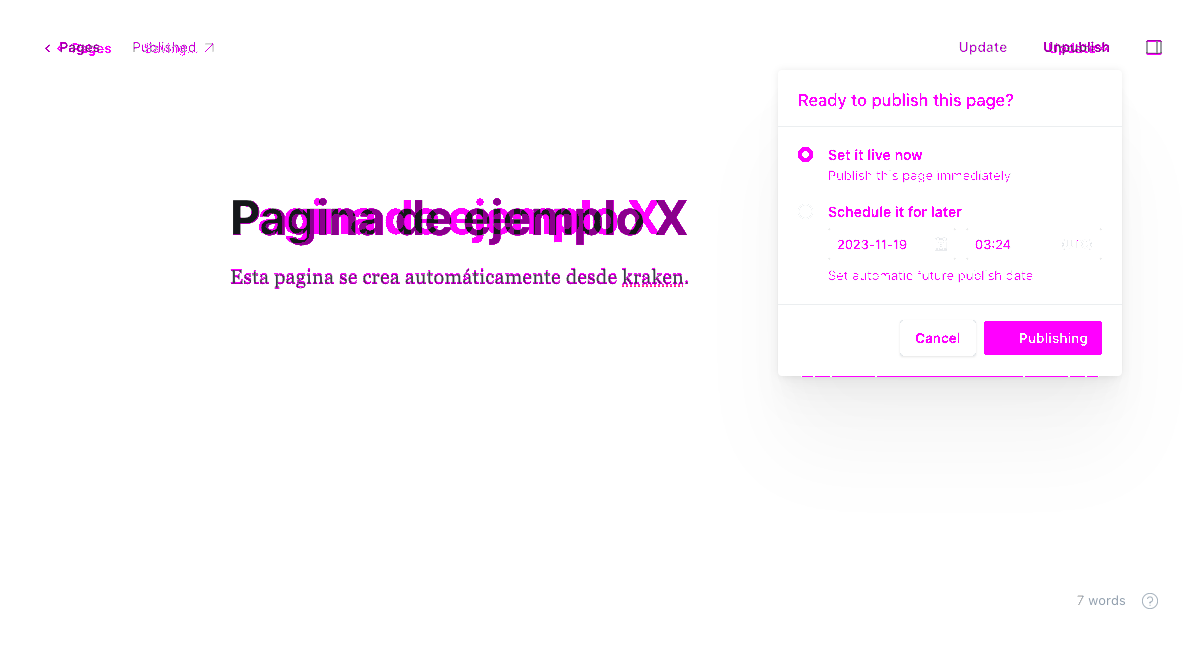 Pages Published ↗ Update Unpublish
Ready to publish this page?
Set it live now
Publish this page immediately
Pagina de ejemplo XX
Schedule it for later
2023-11-19 03:24
Esta pagina se crea automáticamente desde kraken.
Set automatic future publish date
Cancel Publishing
7 words ?